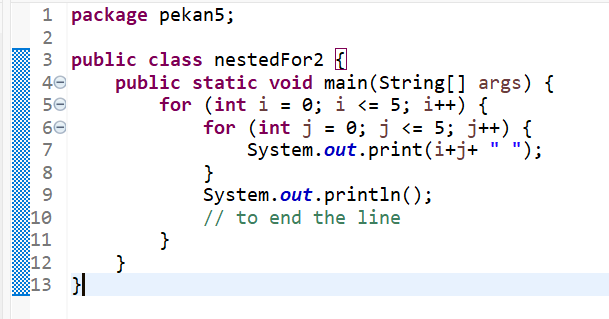 1 package pekan5;
2
3 public class nestedFor2 {
4 public static void main(String[] args) {
5 for (int i = 0; i <= 5; i++) {
6 for (int j = 0; j <= 5; j++) {
7 System.out.print(i+j+ " ");
8 }
9 System.out.println();
10 // to end the line
11 }
12 }
13 }